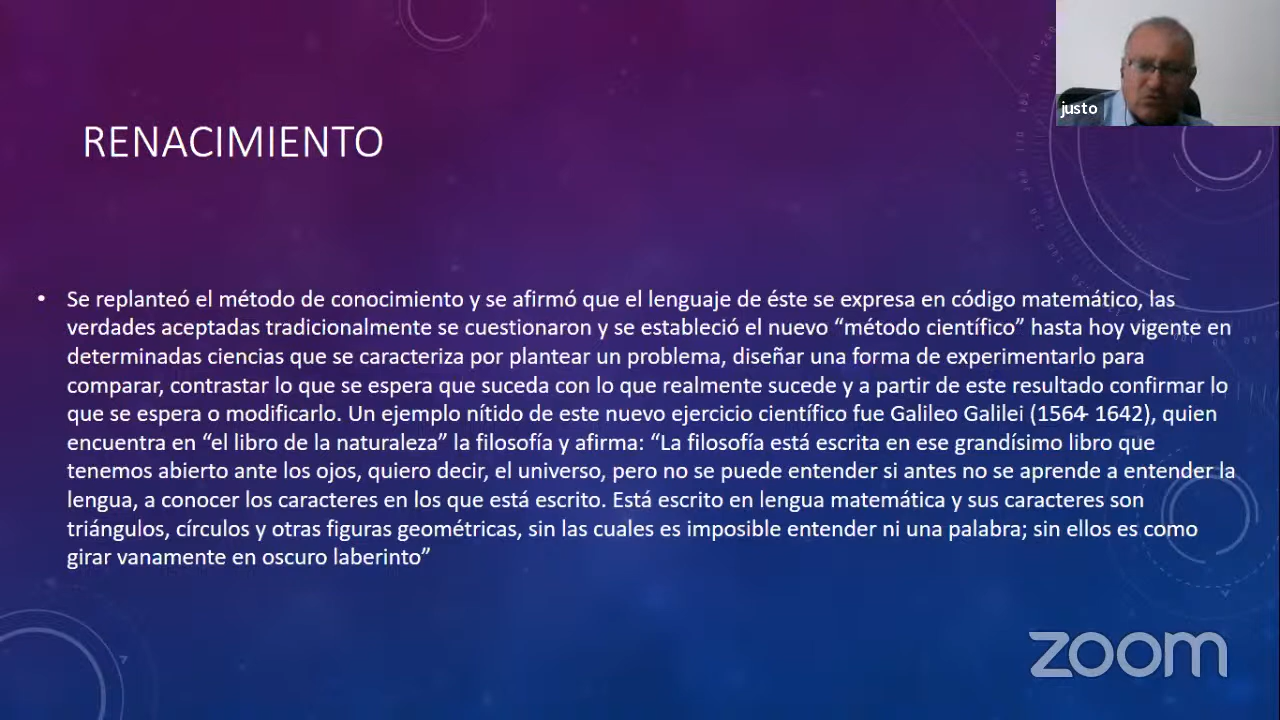 justo
RENACIMIENTO
• Se replanteó el método de conocimiento y se afirmó que el lenguaje de éste se expresa en código matemático, las
verdades aceptadas tradicionalmente se cuestionaron y se estableció el nuevo “método científico” hasta hoy vigente en
determinadas ciencias que se caracteriza por plantear un problema, diseñar una forma de experimentarlo para
comparar, contrastar lo que se espera que suceda con lo que realmente sucede y a partir de este resultado confirmar lo
que se espera o modificarlo. Un ejemplo nítido de este nuevo ejercicio científico fue Galileo Galilei (1564- 1642), quien
encuentra en “el libro de la naturaleza” la filosofía y afirma: “La filosofía está escrita en ese grandísimo libro que
tenemos abierto ante los ojos, quiero decir, el universo, pero no se puede entender si antes no se aprende a entender la
lengua, a conocer los caracteres en los que está escrito. Está escrito en lengua matemática y sus caracteres son
triángulos, círculos y otras figuras geométricas, sin las cuales es imposible entender ni una palabra; sin ellos es como
girar vanamente en oscuro laberinto”
zoom